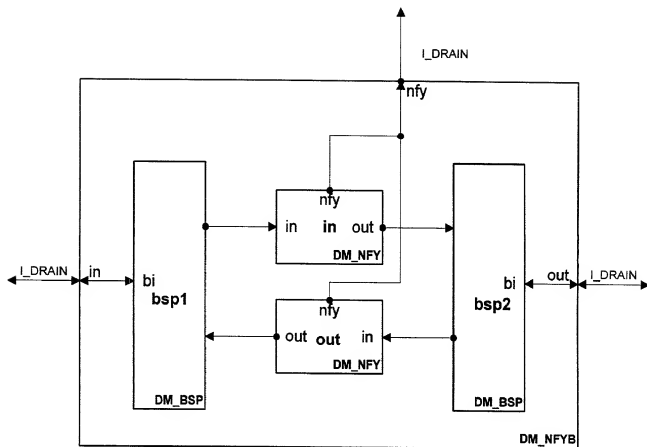 I_DRAIN
nfy
nfy
in in out
DM_NFY
I_DRAIN in bi bsp1
nfy
out out in
DM_NFY
bi bsp2 out I_DRAIN
DM_BSP
DM_BSP
DM_NFYB